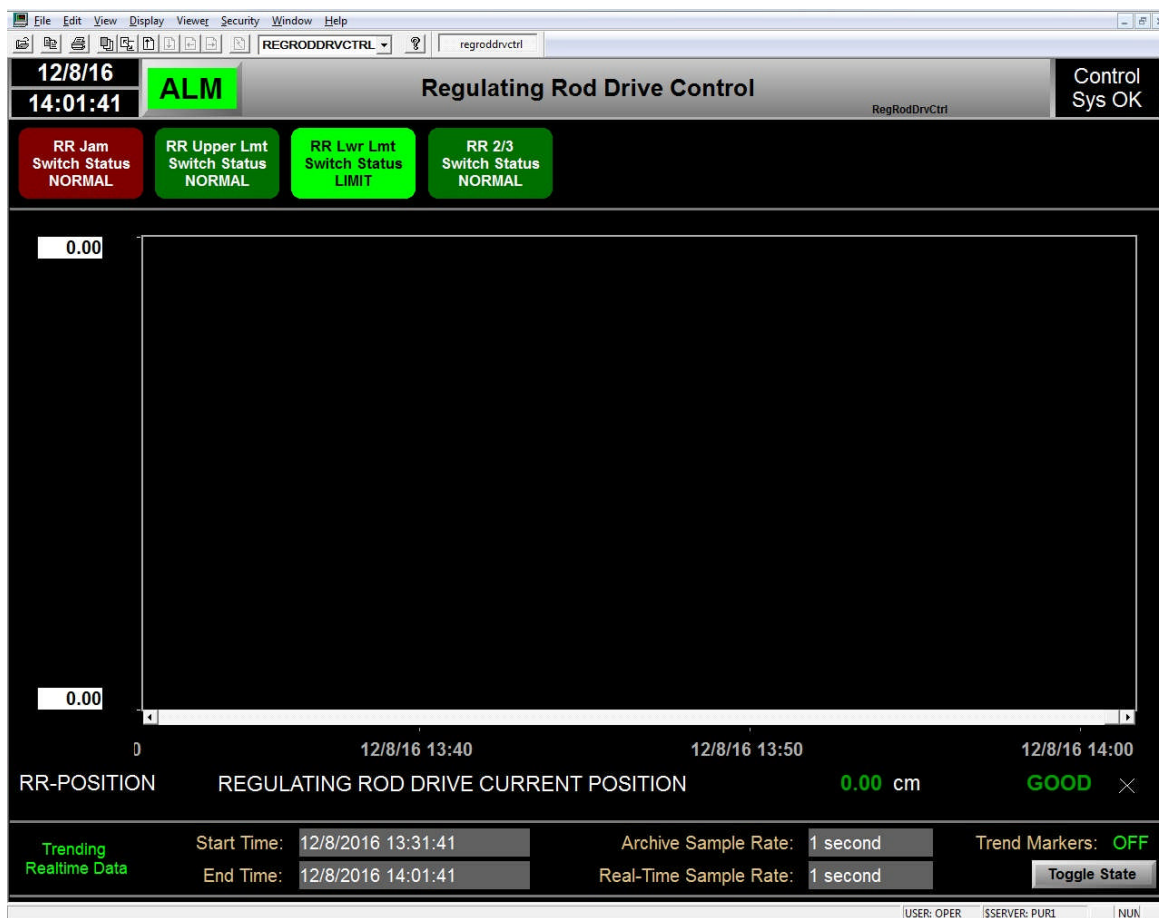 File Edit View Display Viewer Security Window Help
REGRODDRVCTRL ? regroddrvctrl
12/8/16
14:01:41
ALM
Regulating Rod Drive Control
RegRodDrvCtrl
Control
Sys OK
RR Jam
Switch Status
NORMAL
RR Upper Lmt
Switch Status
NORMAL
RR Lwr Lmt
Switch Status
LIMIT
RR 2/3
Switch Status
NORMAL
0.00
0.00
0 12/8/16 13:40 12/8/16 13:50 12/8/16 14:00
RR-POSITION REGULATING ROD DRIVE CURRENT POSITION 0.00 cm GOOD
Trending
Realtime Data
Start Time: 12/8/2016 13:31:41
End Time: 12/8/2016 14:01:41
Archive Sample Rate: 1 second
Real-Time Sample Rate: 1 second
Trend Markers: OFF
Toggle State
USER: OPER $SERVER: PUR1 NUM